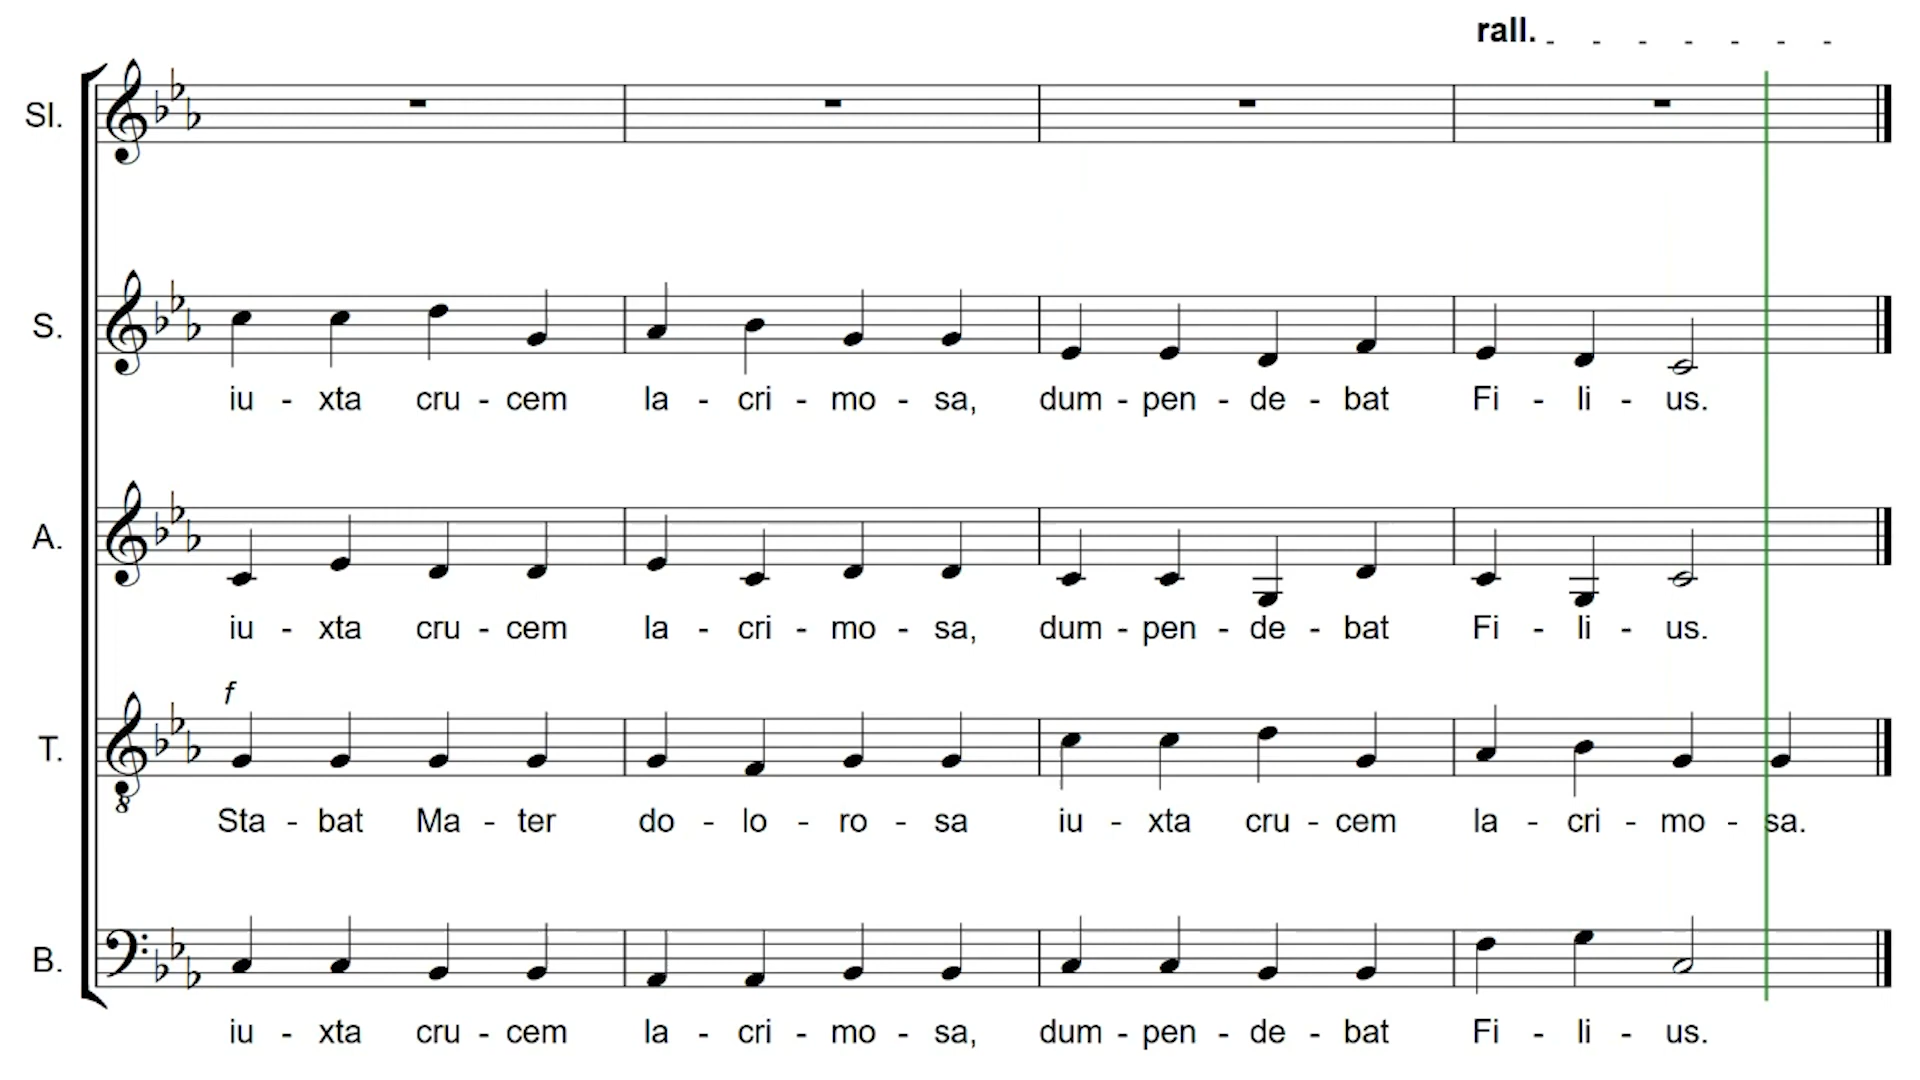 rall. - - - - - - -
Sl.
S.
iu - xta cru - cem la - cri - mo - sa, dum - pen - de - bat Fi - li - us.
A.
iu - xta cru - cem la - cri - mo - sa, dum - pen - de - bat Fi - li - us.
f
T.
8
Sta - bat Ma - ter do - lo - ro - sa iu - xta cru - cem la - cri - mo - sa.
B.
iu - xta cru - cem la - cri - mo - sa, dum - pen - de - bat Fi - li - us.